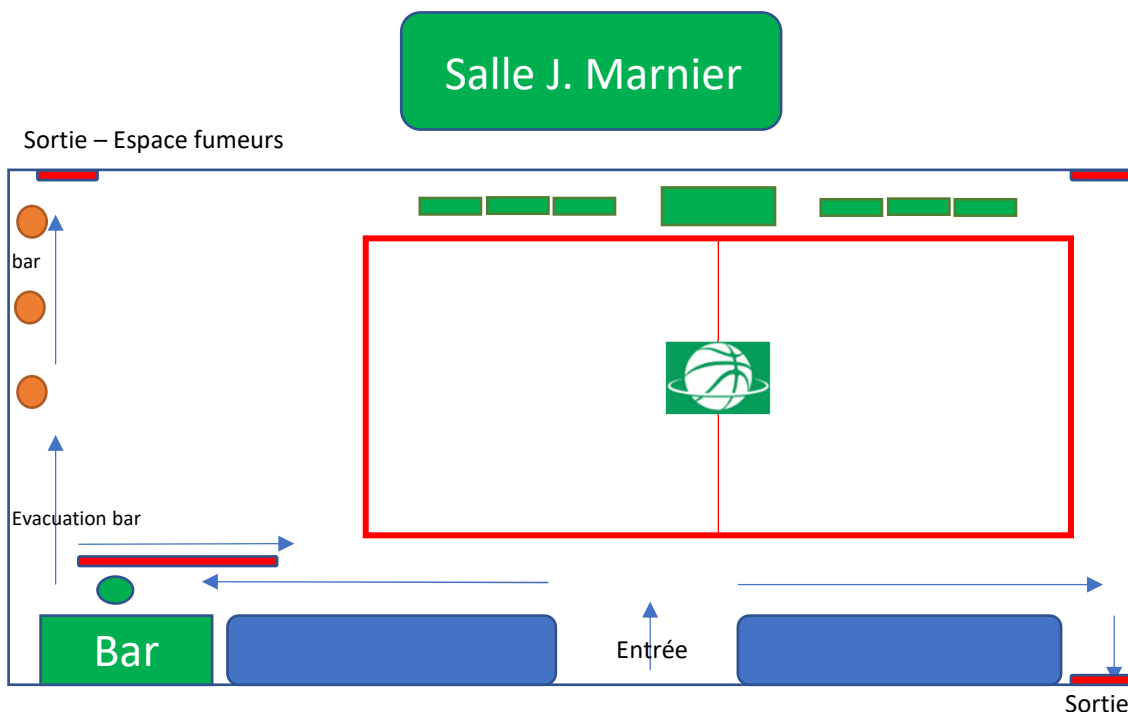 Salle J. Marnier
Sortie – Espace fumeurs
bar
Evacuation bar
Bar
Entrée
Sortie